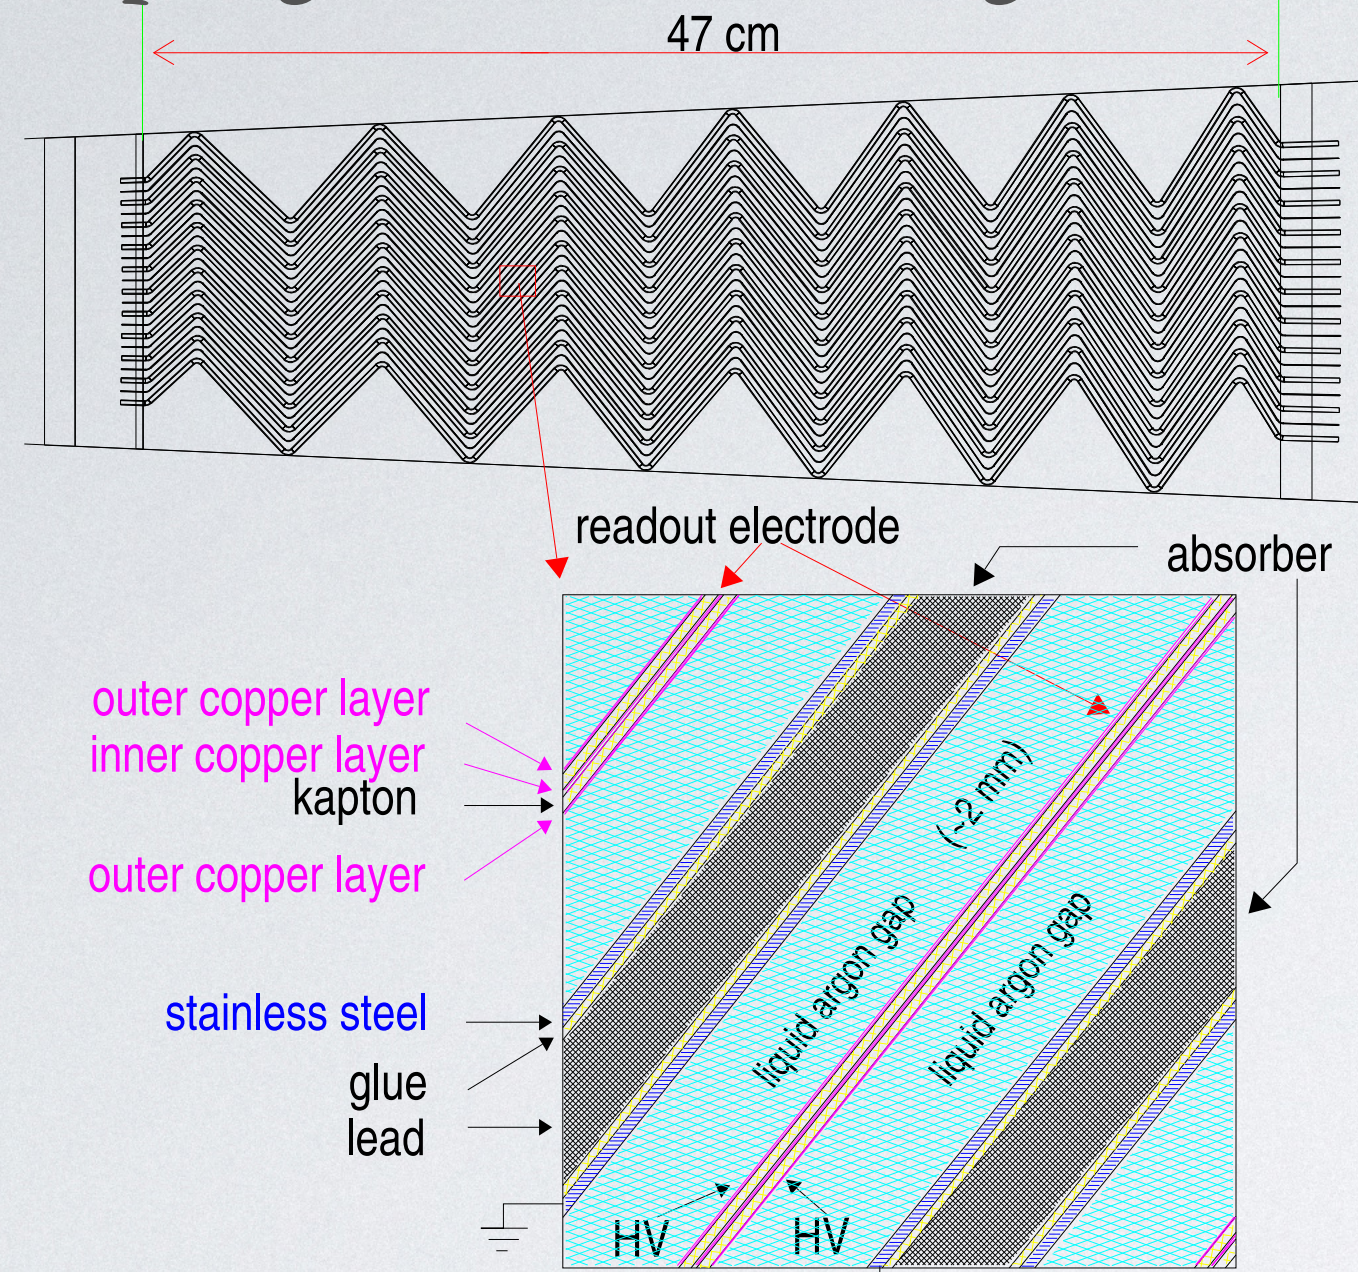 47 cm
readout electrode
absorber
outer copper layer
inner copper layer
kapton
outer copper layer
(~2 mm)
liquid argon gap
liquid argon gap
stainless steel
glue
lead
HV
HV